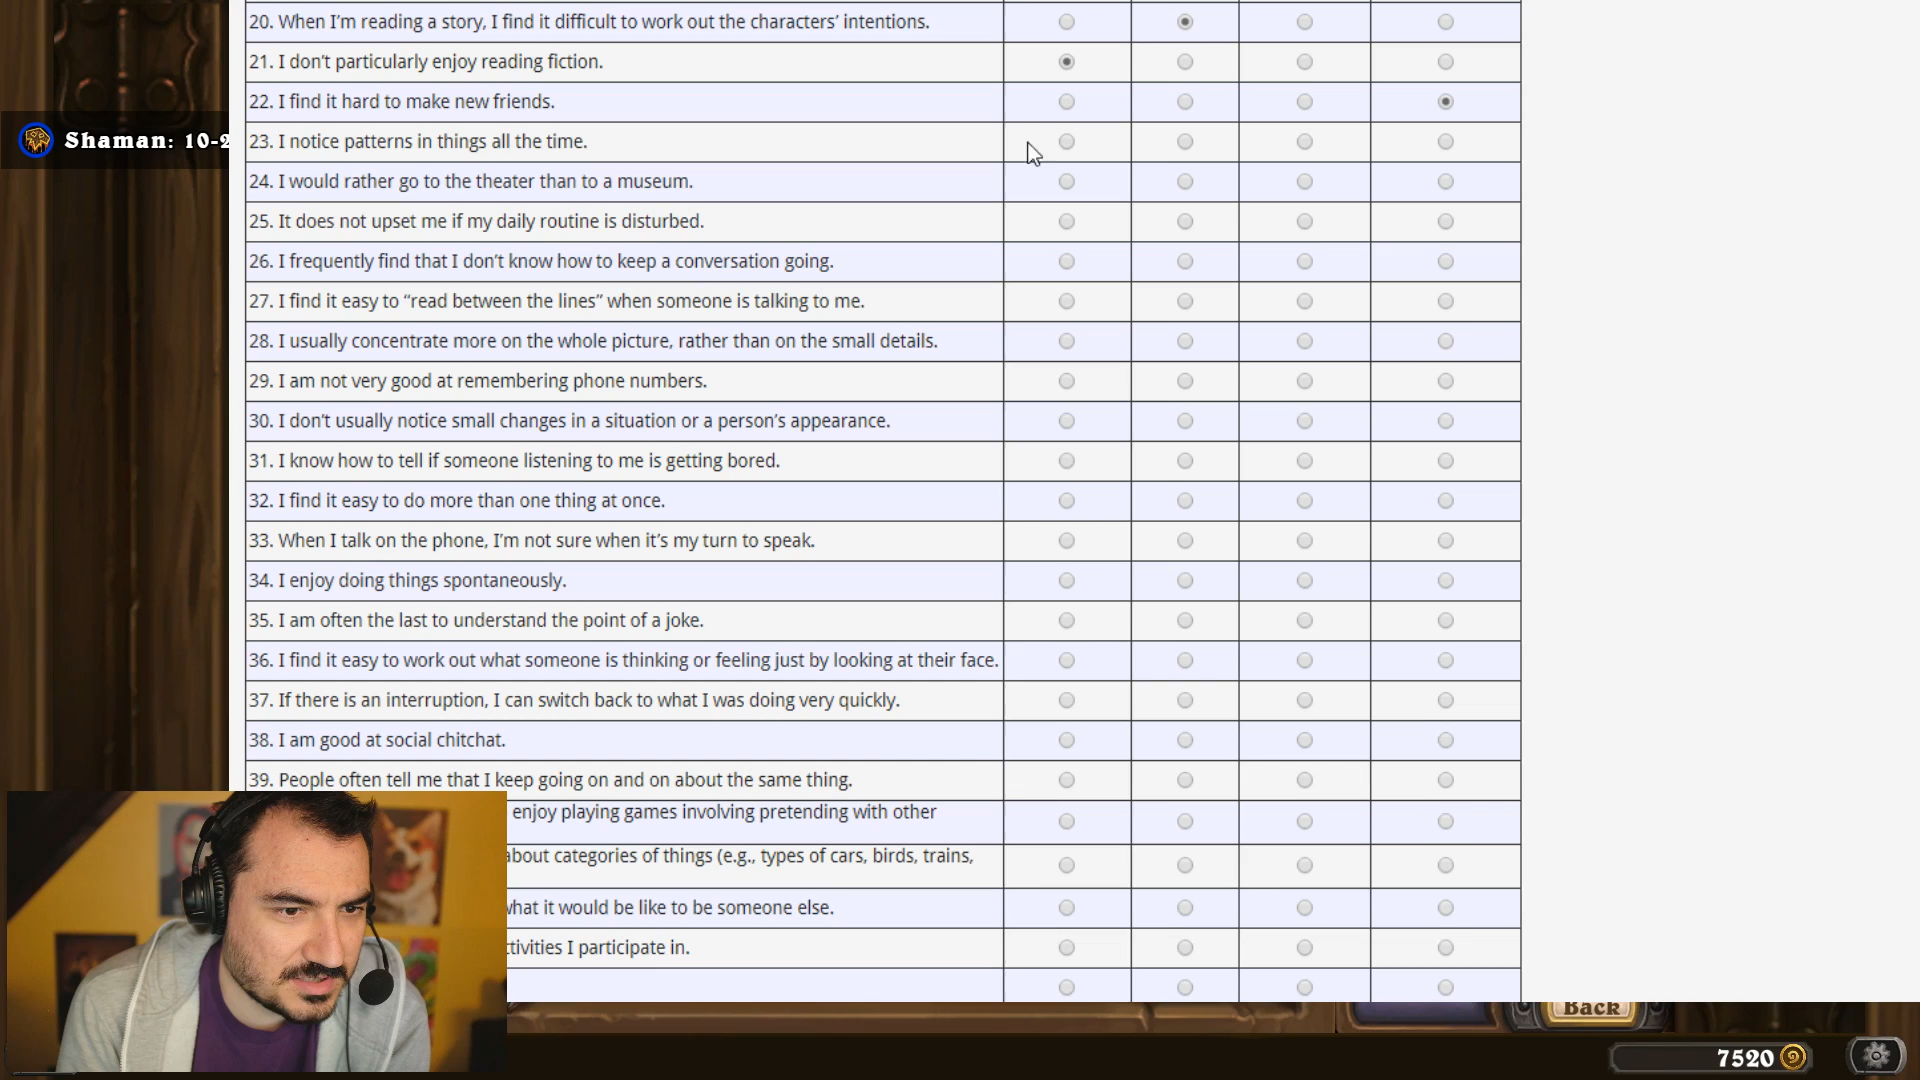 20. When I'm reading a story, I find it difficult to work out the characters' intentions.
21. I don't particularly enjoy reading fiction.
22. I find it hard to make new friends.
Shaman: 10-2
23. I notice patterns in things all the time.
24. I would rather go to the theater than to a museum.
25. It does not upset me if my daily routine is disturbed.
26. I frequently find that I don't know how to keep a conversation going.
27. I find it easy to “read between the lines” when someone is talking to me.
28. I usually concentrate more on the whole picture, rather than on the small details.
29. I am not very good at remembering phone numbers.
30. I don't usually notice small changes in a situation or a person's appearance.
31. I know how to tell if someone listening to me is getting bored.
32. I find it easy to do more than one thing at once.
33. When I talk on the phone, I'm not sure when it's my turn to speak.
34. I enjoy doing things spontaneously.
35. I am often the last to understand the point of a joke.
36. I find it easy to work out what someone is thinking or feeling just by looking at their face.
37. If there is an interruption, I can switch back to what I was doing very quickly.
38. I am good at social chitchat.
39. People often tell me that I keep going on and on about the same thing.
enjoy playing games involving pretending with other
about categories of things (e.g., types of cars, birds, trains,
what it would be like to be someone else.
ctivities I participate in.
Back
7520